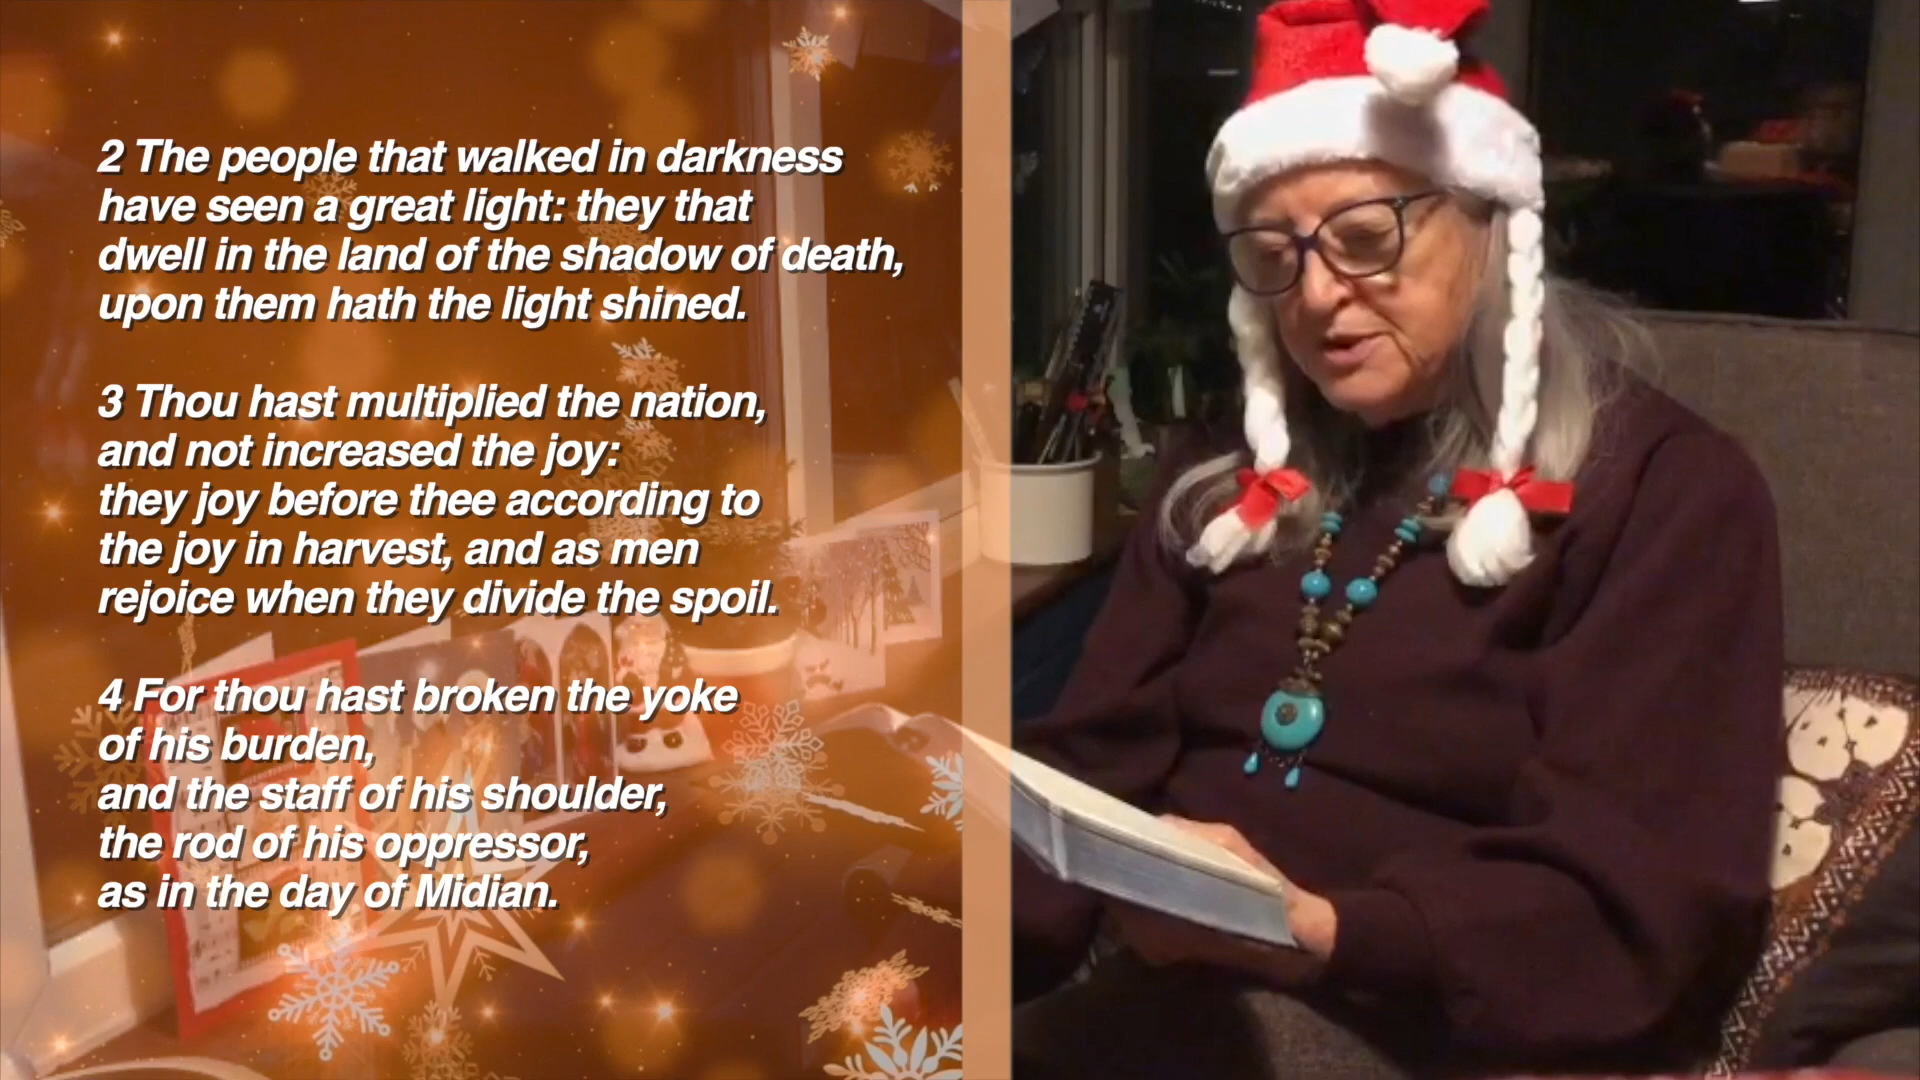 2 The people that walked in darkness
have seen a great light: they that
dwell in the land of the shadow of death,
upon them hath the light shined.
3 Thou hast multiplied the nation,
and not increased the joy:
they joy before thee according to
the joy in harvest, and as men
rejoice when they divide the spoil.
4 For thou hast broken the yoke
of his burden,
and the staff of his shoulder,
the rod of his oppressor,
as in the day of Midian.